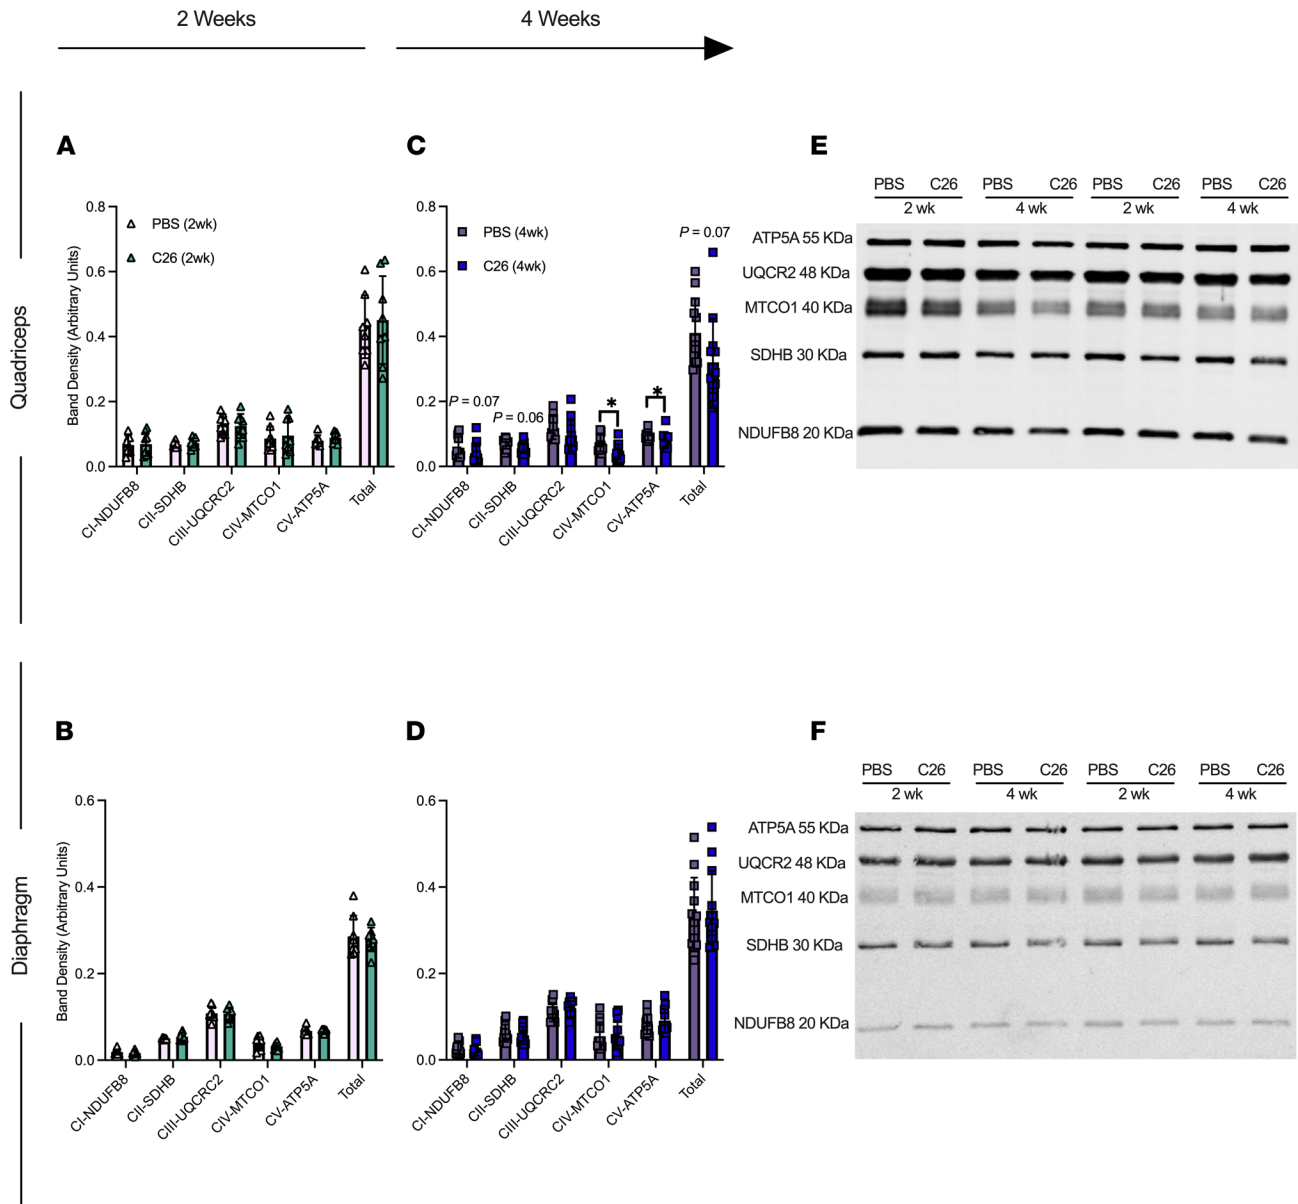 2 Weeks
4 Weeks
Quadriceps
A
Band Density (Arbitrary Units)
0.8
0.6
0.4
0.2
0.0
PBS (2wk)
C26 (2wk)
CI-NDUFB8
CII-SDHB
CIII-UQCRC2
CIV-MTCO1
CV-ATP5A
Total
C
0.8
0.6
0.4
0.2
0.0
PBS (4wk)
C26 (4wk)
P = 0.07
P = 0.06
*
*
P = 0.07
CI-NDUFB8
CII-SDHB
CIII-UQCRC2
CIV-MTCO1
CV-ATP5A
Total
E
PBS C26 PBS C26 PBS C26 PBS C26
2 wk 4 wk 2 wk 4 wk
ATP5A 55 KDa
UQCR2 48 KDa
MTCO1 40 KDa
SDHB 30 KDa
NDUFB8 20 KDa
Diaphragm
B
Band Density (Arbitrary Units)
0.6
0.4
0.2
0.0
CI-NDUFB8
CII-SDHB
CIII-UQCRC2
CIV-MTCO1
CV-ATP5A
Total
D
0.6
0.4
0.2
0.0
CI-NDUFB8
CII-SDHB
CIII-UQCRC2
CIV-MTCO1
CV-ATP5A
Total
F
PBS C26 PBS C26 PBS C26 PBS C26
2 wk 4 wk 2 wk 4 wk
ATP5A 55 KDa
UQCR2 48 KDa
MTCO1 40 KDa
SDHB 30 KDa
NDUFB8 20 KDa